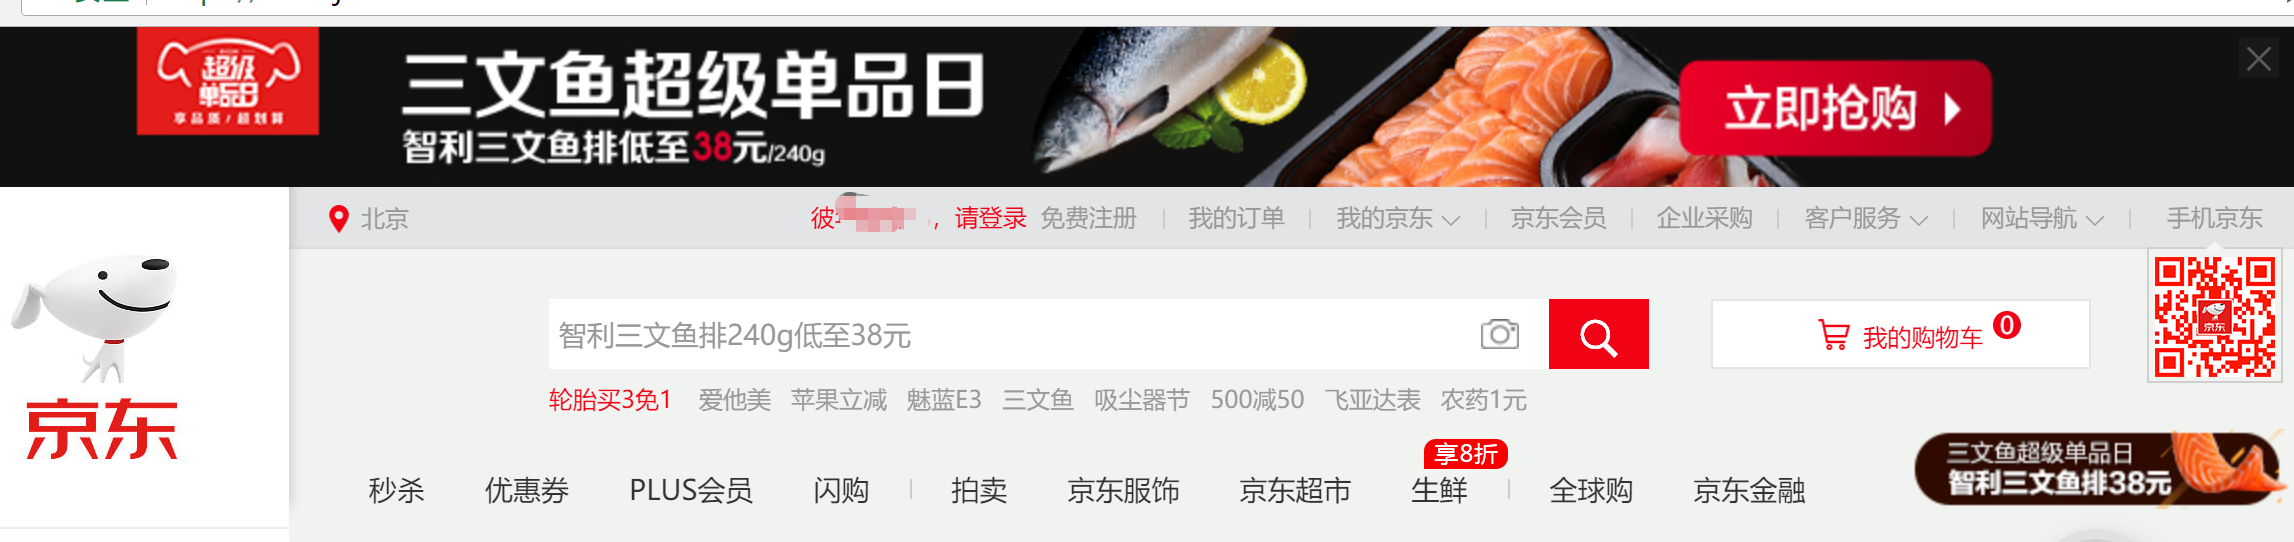 超级
单品日
享品质/超划算
三文鱼超级单品日
智利三文鱼排低至38元/240g
立即抢购
北京
彼
，请登录 免费注册 我的订单 我的京东 京东会员 企业采购 客户服务 网站导航 手机京东
智利三文鱼排240g低至38元
我的购物车 0
京东
轮胎买3免1 爱他美 苹果立减 魅蓝E3 三文鱼 吸尘器节 500减50 飞亚达表 农药1元
京东
享8折
三文鱼超级单品日
智利三文鱼排38元
秒杀 优惠券 PLUS会员 闪购 拍卖 京东服饰 京东超市 生鲜 全球购 京东金融